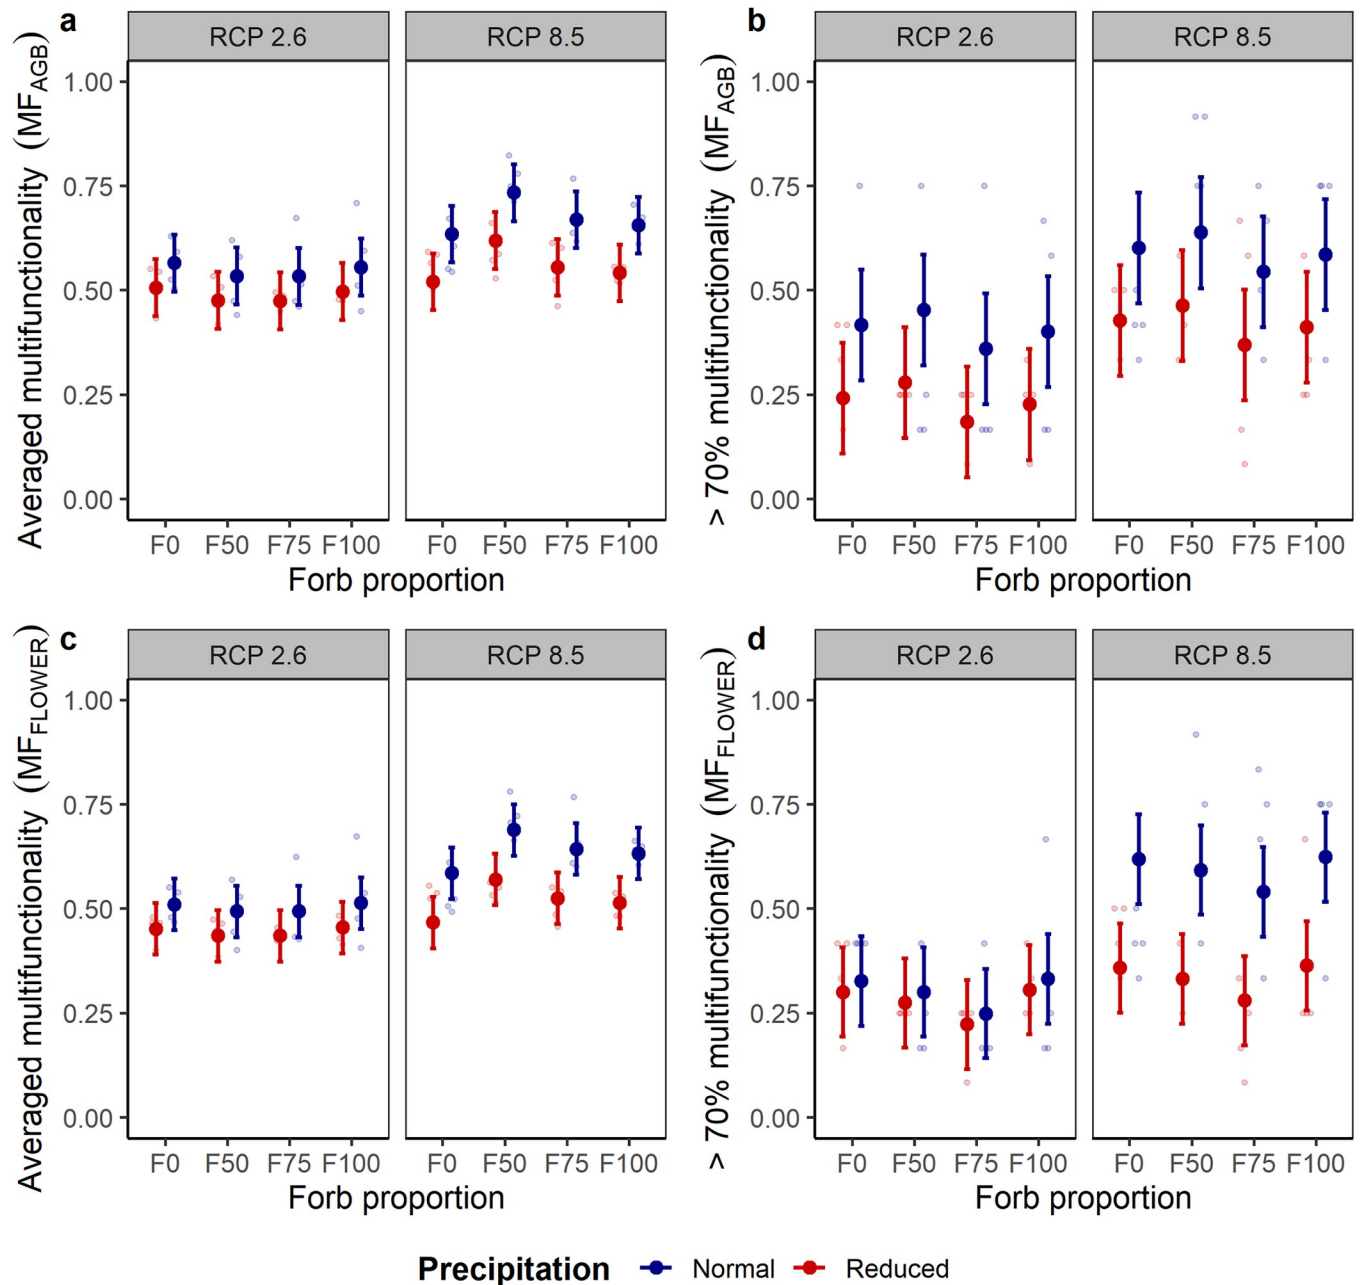 a
RCP 2.6
RCP 8.5
Averaged multifunctionality (MFAGB)
1.00
0.75
0.50
0.25
0.00
F0 F50 F75 F100
F0 F50 F75 F100
Forb proportion
b
RCP 2.6
RCP 8.5
> 70% multifunctionality (MFAGB)
1.00
0.75
0.50
0.25
0.00
F0 F50 F75 F100
F0 F50 F75 F100
Forb proportion
c
RCP 2.6
RCP 8.5
Averaged multifunctionality (MFFLOWER)
1.00
0.75
0.50
0.25
0.00
F0 F50 F75 F100
F0 F50 F75 F100
Forb proportion
d
RCP 2.6
RCP 8.5
> 70% multifunctionality (MFFLOWER)
1.00
0.75
0.50
0.25
0.00
F0 F50 F75 F100
F0 F50 F75 F100
Forb proportion
Precipitation Normal Reduced